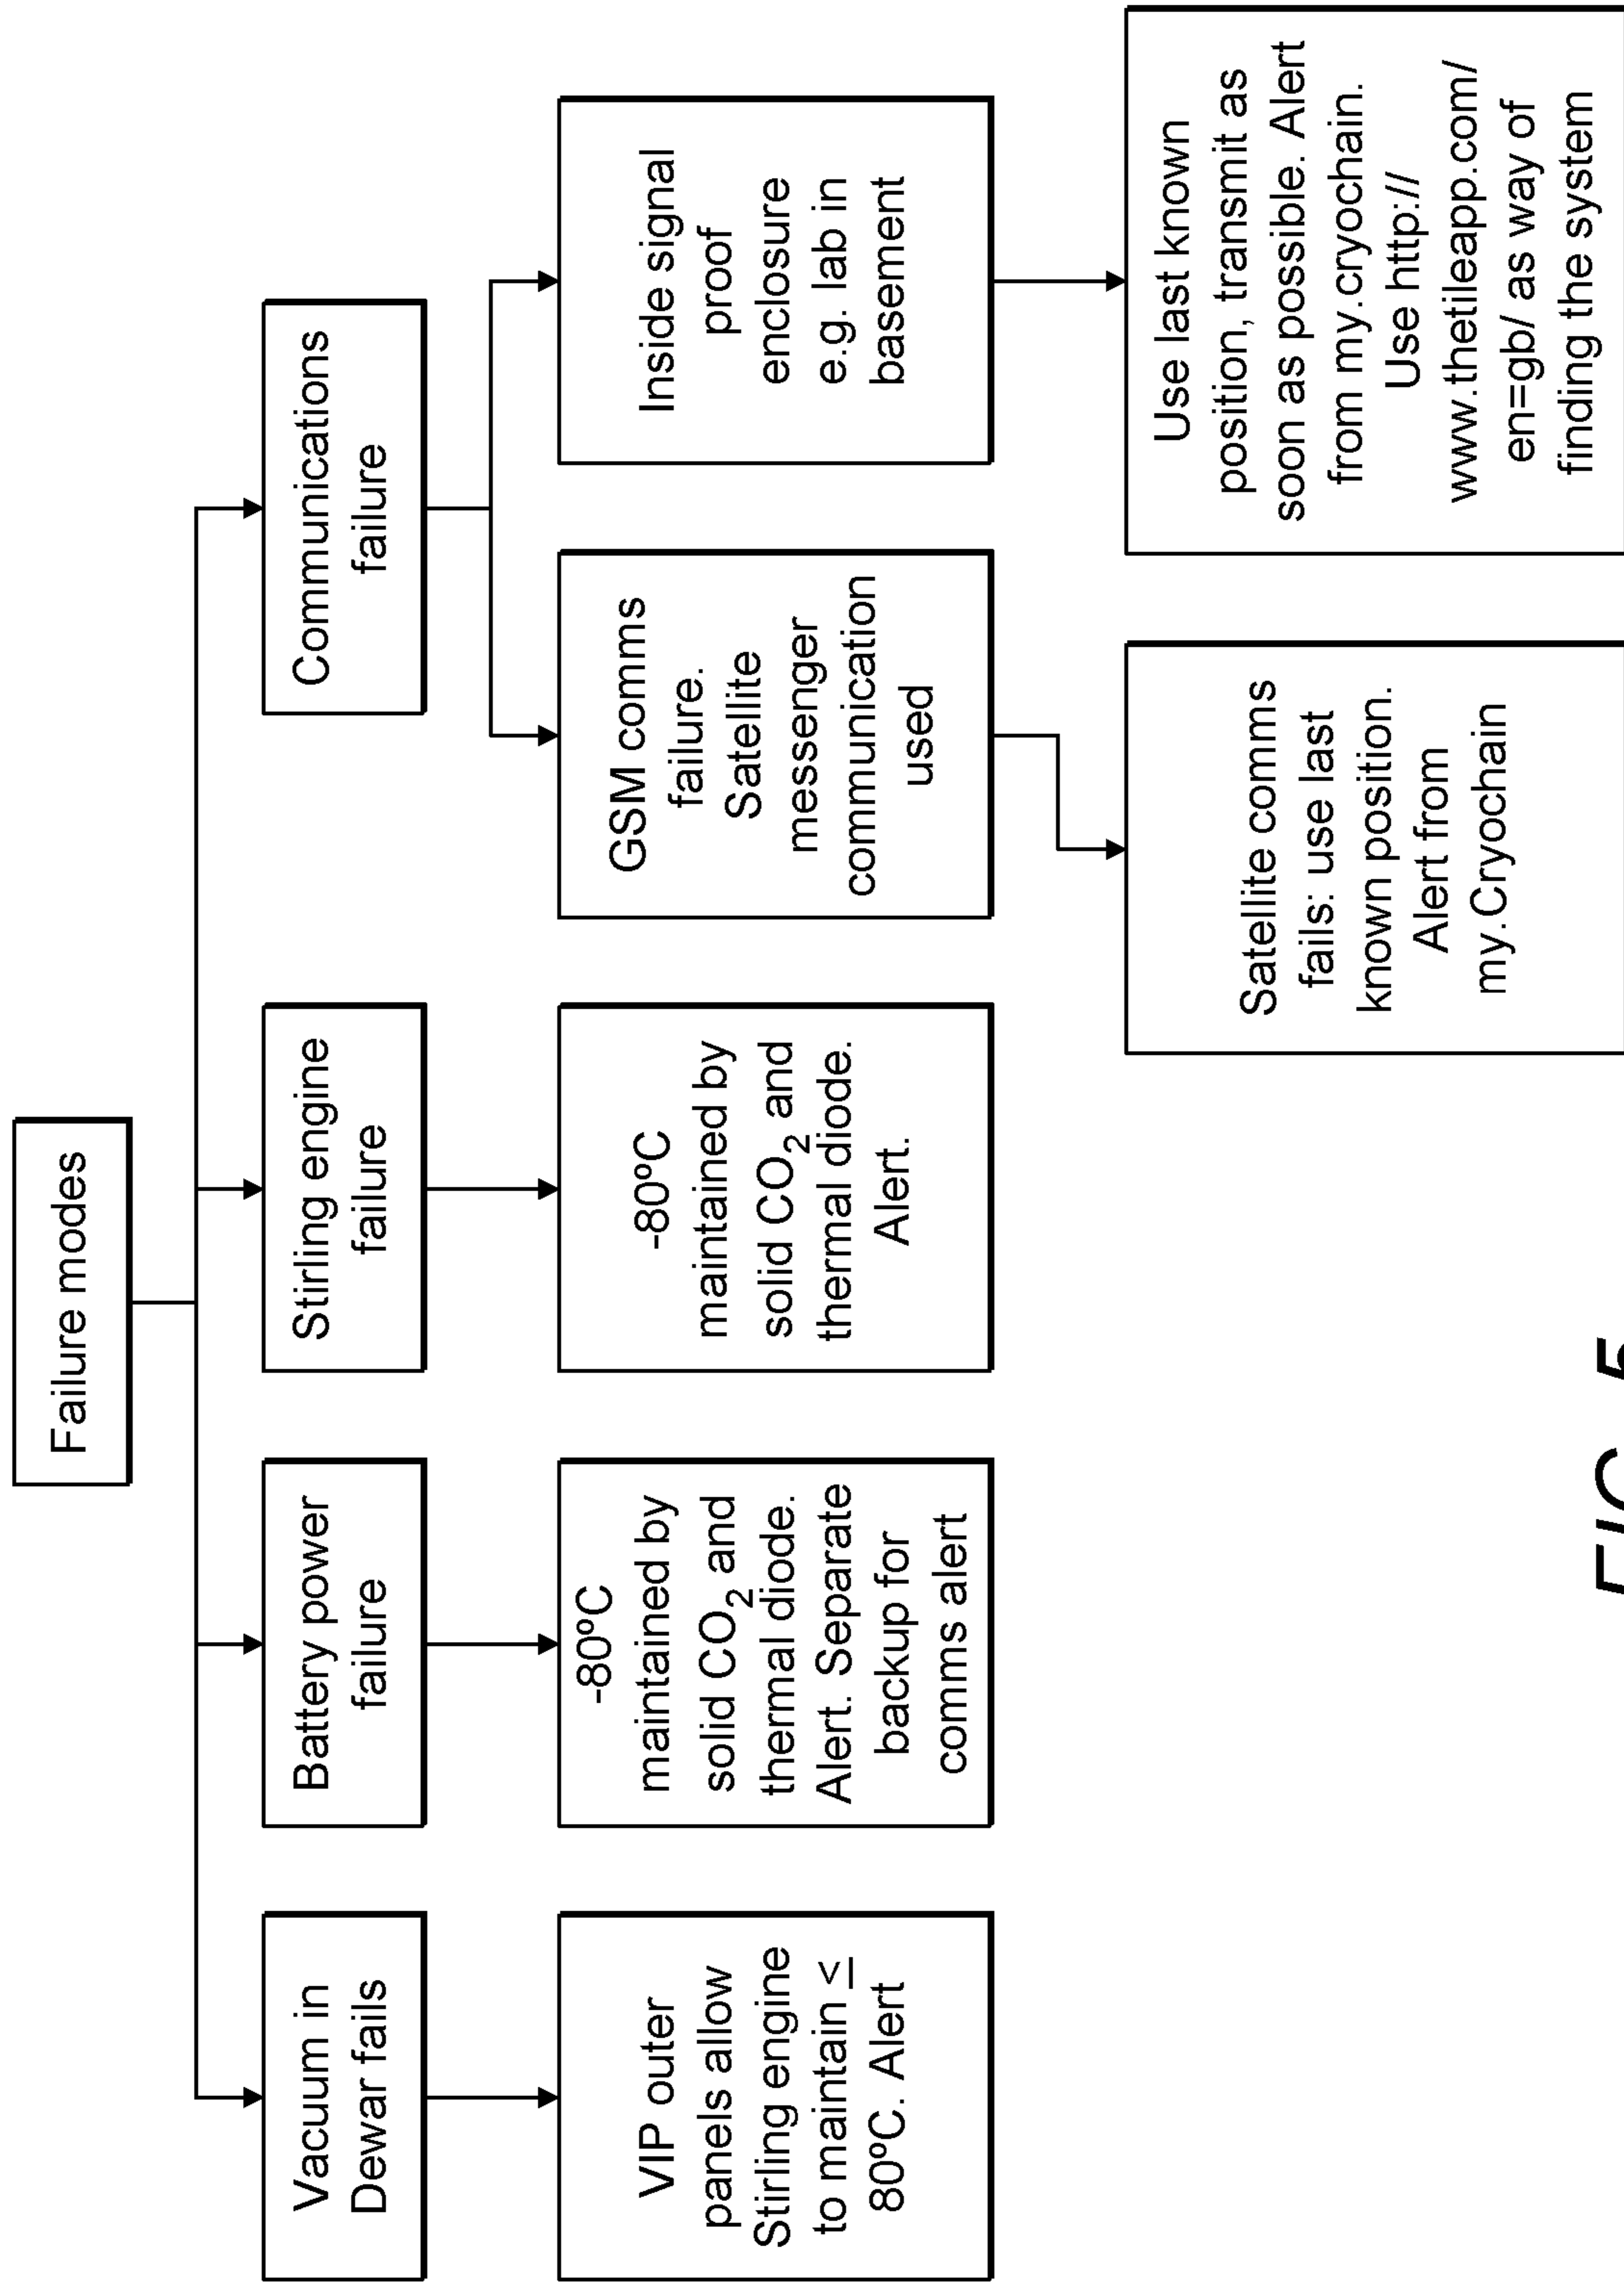 Failure modes
Vacuum in
Dewar fails
Battery power
failure
Stirling engine
failure
Communications
failure
VIP outer
panels allow
Stirling engine
to maintain <
80ºC. Alert
-80ºC
maintained by
solid CO2 and
thermal diode.
Alert. Separate
backup for
comms alert
-80ºC
maintained by
solid CO2 and
thermal diode.
Alert.
GSM comms
failure.
Satellite
messenger
communication
used
Inside signal
proof
enclosure
e.g. lab in
basement
Satellite comms
fails: use last
known position.
Alert from
my.Cryochain
Use last known
position, transmit as
soon as possible. Alert
from my.cryochain.
Use http://
www.thetileapp.com/
en=gb/ as way of
finding the system